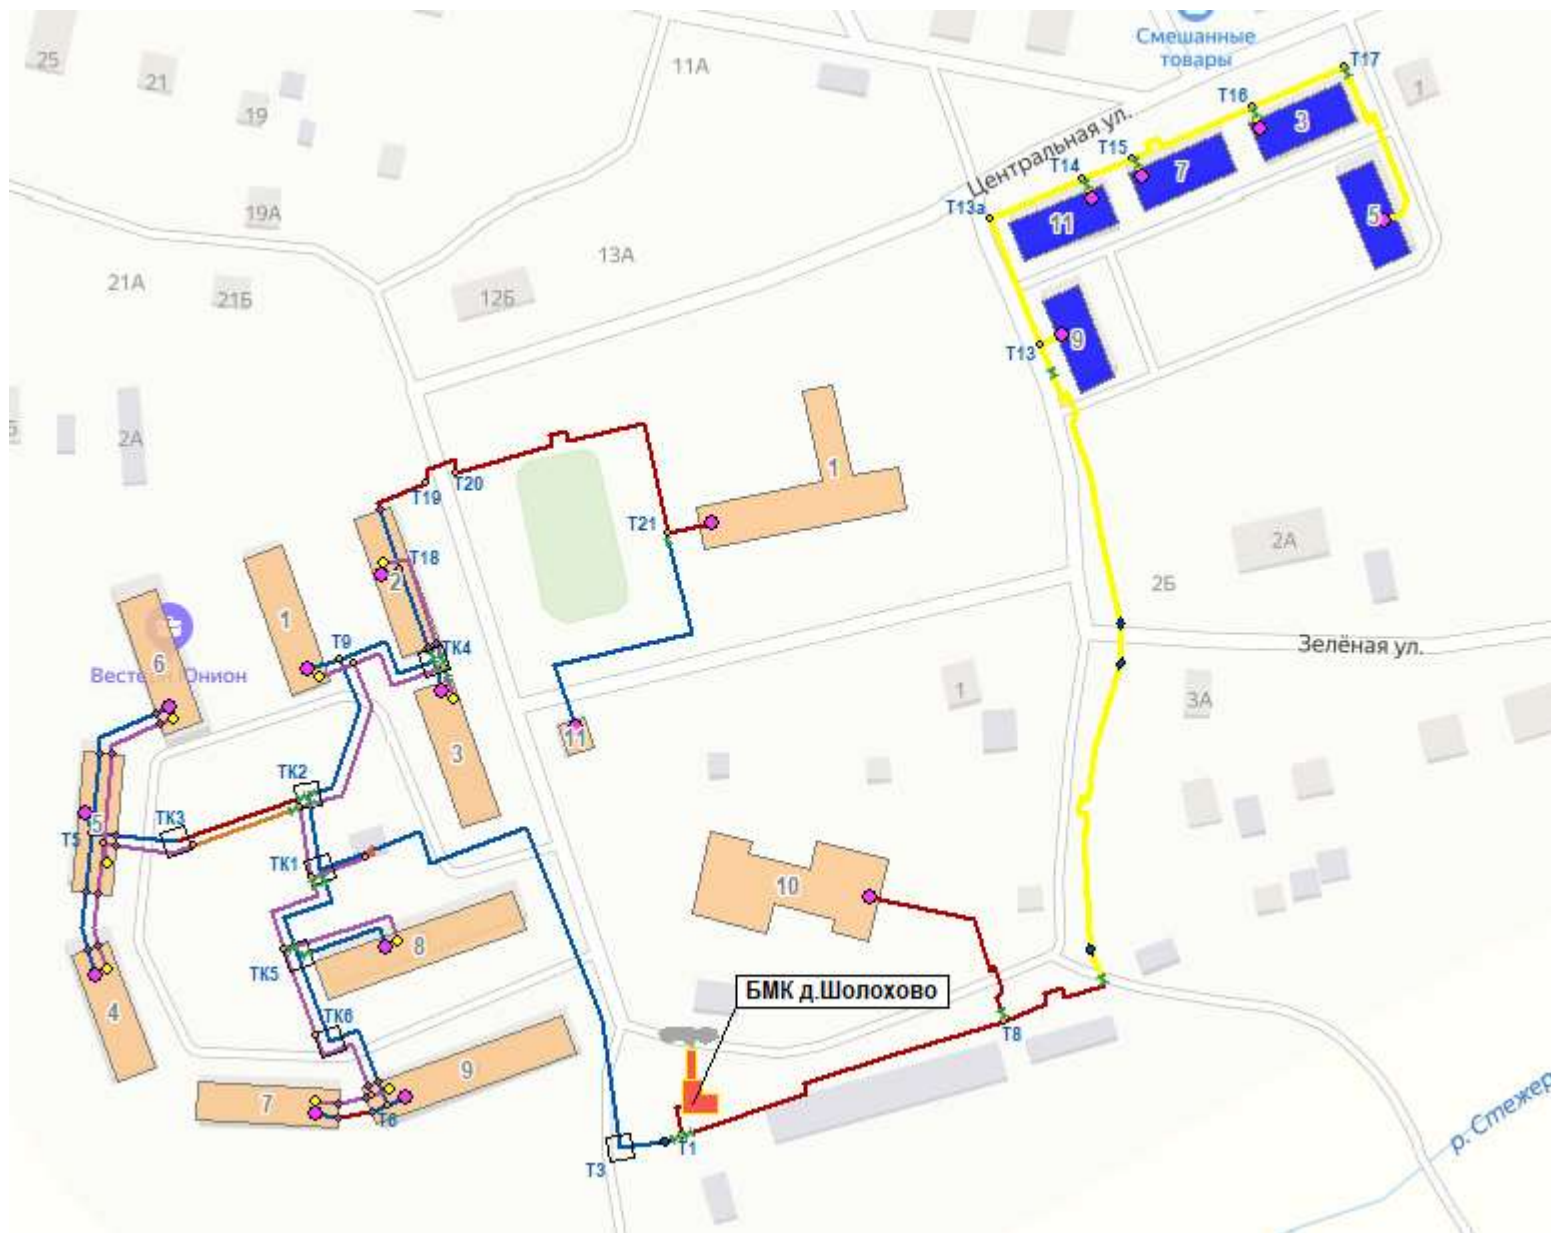 Смешанные
товары
25
21
19
11А
Т17
1
Т16
3
Центральная ул.
Т15
7
Т14
Т13а
11
5
19А
13А
21А
21Б
12Б
Т13
9
2А
1
Т19
Т20
Т21
2А
2Б
Т18
2
1
Т9
ТК4
Зелёная ул.
6
Вестерн Юнион
1
3А
3
11
ТК2
ТК3
5
Т5
ТК1
10
8
ТК5
БМК д.Шолохово
4
ТК6
Т8
9
7
Т6
Т1
Т3
р. Стежер